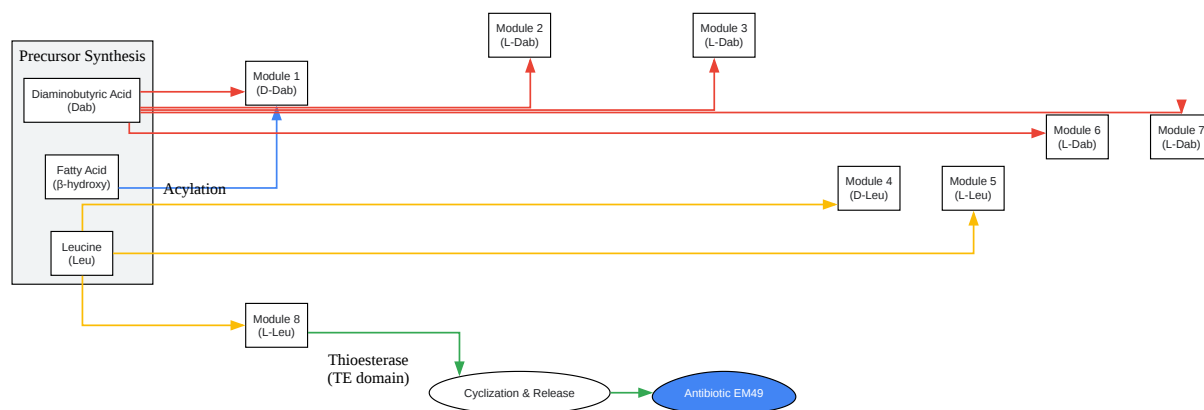 Precursor Synthesis
Diaminobutyric Acid
(Dab)
Fatty Acid
(β-hydroxy)
Leucine
(Leu)
Acylation
Module 1
(D-Dab)
Module 2
(L-Dab)
Module 3
(L-Dab)
Module 4
(D-Leu)
Module 5
(L-Leu)
Module 6
(L-Dab)
Module 7
(L-Dab)
Module 8
(L-Leu)
Thioesterase
(TE domain)
Cyclization & Release
Antibiotic EM49